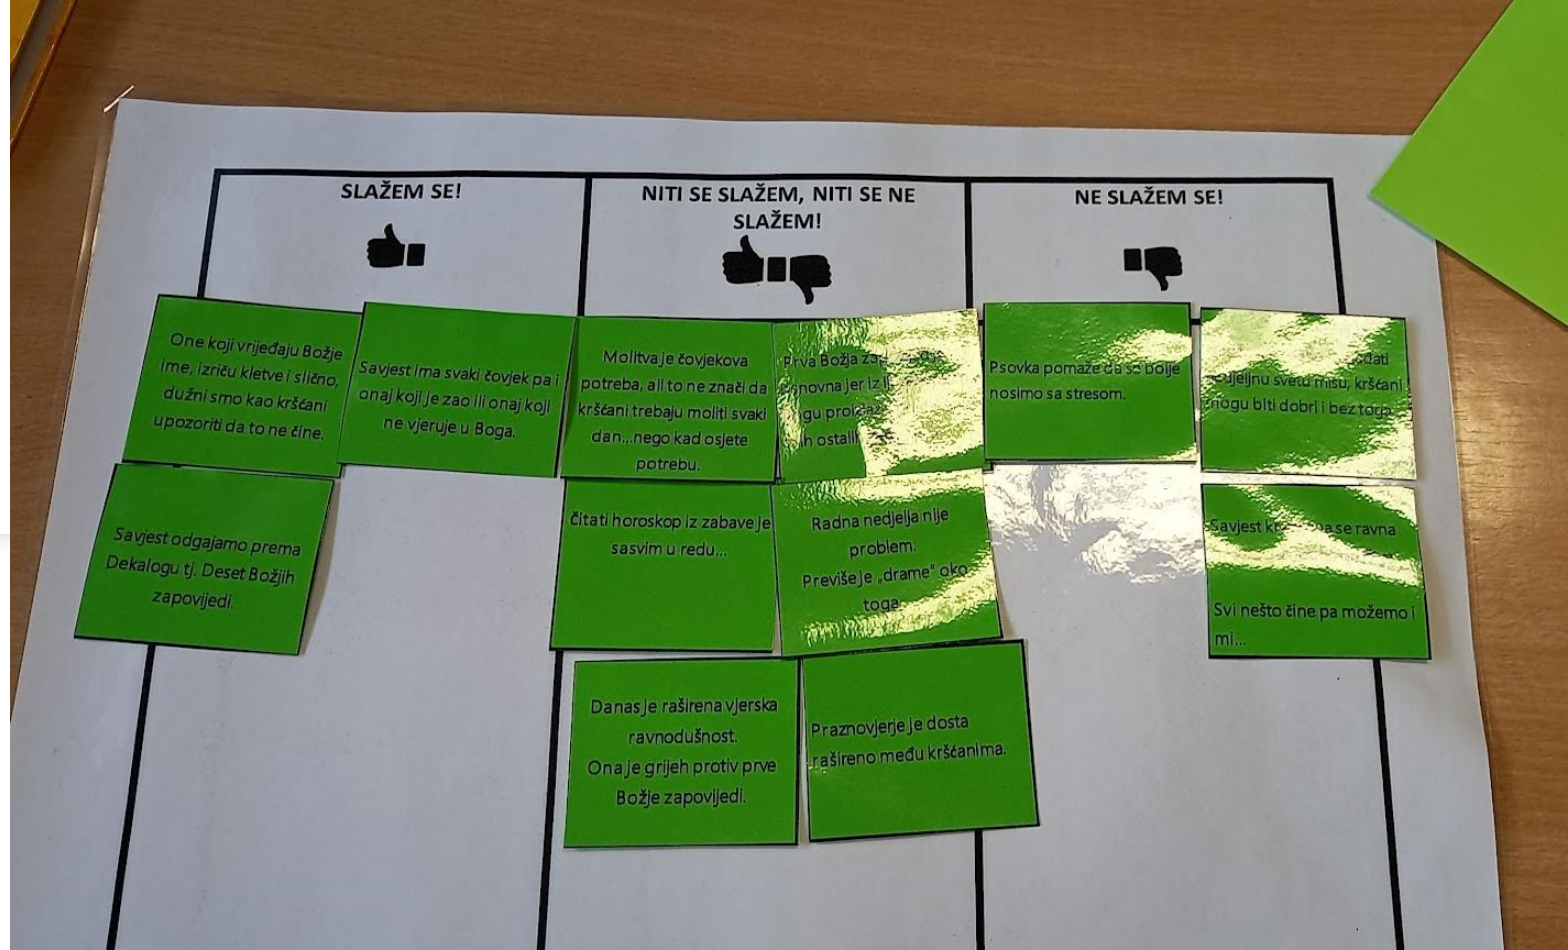 SLAŽEM SE!
NITI SE SLAŽEM, NITI SE NE
SLAŽEM!
NE SLAŽEM SE!
One koji vrijeđaju Božje
ime, izriču kletve i slično,
dužni smo kao kršćani
upozoriti da to ne čine.
Savjest ima svaki čovjek pa i
onaj koji je zao ili onaj koji
ne vjeruje u Boga.
Molitva je čovjekova
potreba, ali to ne znači da
kršćani trebaju moliti svaki
dan...nego kad osjete
potrebu.
Prva Božja
jer iz
ostalih
Psovka pomaže da se bolje
nosimo sa stresom.
svetu misu, kršćani
mogu biti dobri i bez toga.
Savjest odgajamo prema
Dekalogu tj. Deset Božjih
zapovijedi.
Čitati horoskop iz zabave je
sasvim u redu...
Radna nedjelja nije
problem.
Previše je „drame“ oko
toga
Savjest se ravna
Svi nešto čine pa možemo i
mi...
Danas je raširena vjerska
ravnodušnost.
Ona je grijeh protiv prve
Božje zapovijedi.
Praznovjerje je dosta
rašireno među kršćanima.